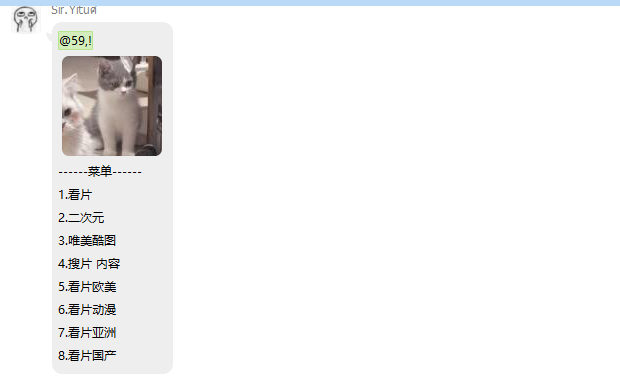 @59,!
------菜单------
1.看片
2.二次元
3.唯美酷图
4.搜片 内容
5.看片欧美
6.看片动漫
7.看片亚洲
8.看片国产